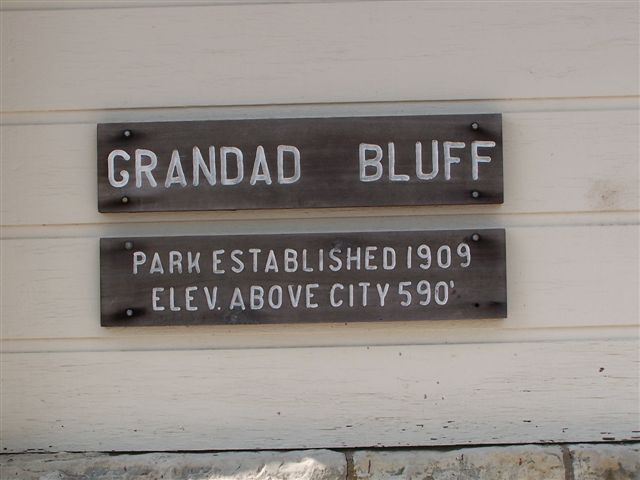 GRANDAD BLUFF
PARK ESTABLISHED 1909
ELEV. ABOVE CITY 590'